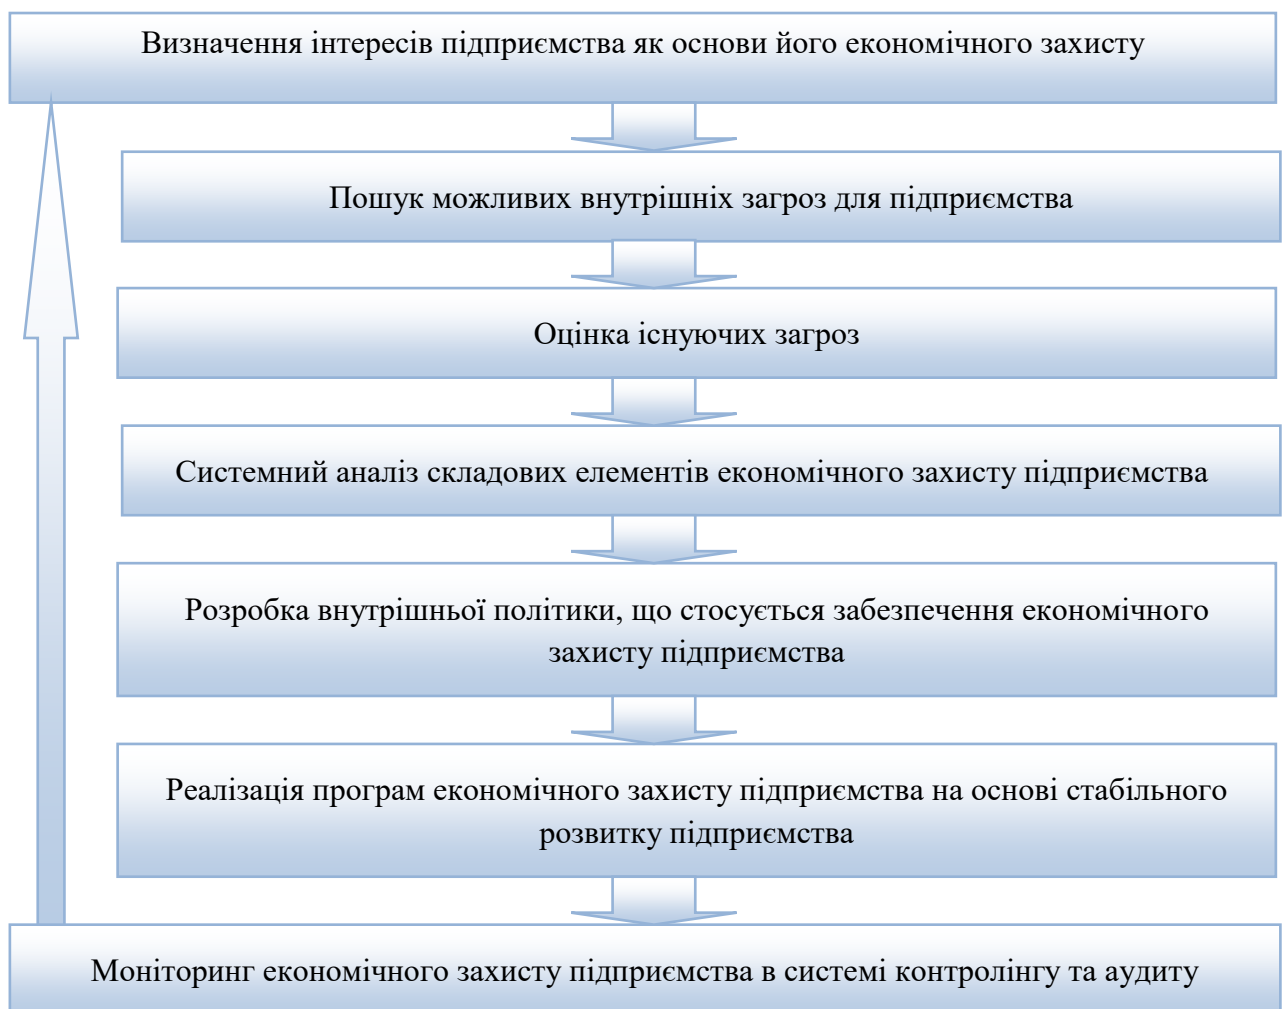 Визначення інтересів підприємства як основи його економічного захисту
Пошук можливих внутрішніх загроз для підприємства
Оцінка існуючих загроз
Системний аналіз складових елементів економічного захисту підприємства
Розробка внутрішньої політики, що стосується забезпечення економічного
захисту підприємства
Реалізація програм економічного захисту підприємства на основі стабільного
розвитку підприємства
Моніторинг економічного захисту підприємства в системі контролінгу та аудиту